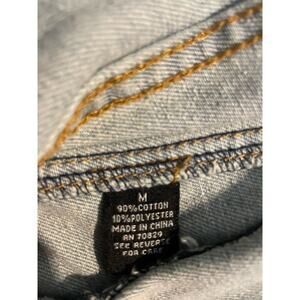 M
90%COTTON
10%POLYESTER
MADE IN CHINA
RN 70829
SEE REVERSE
FOR CARE